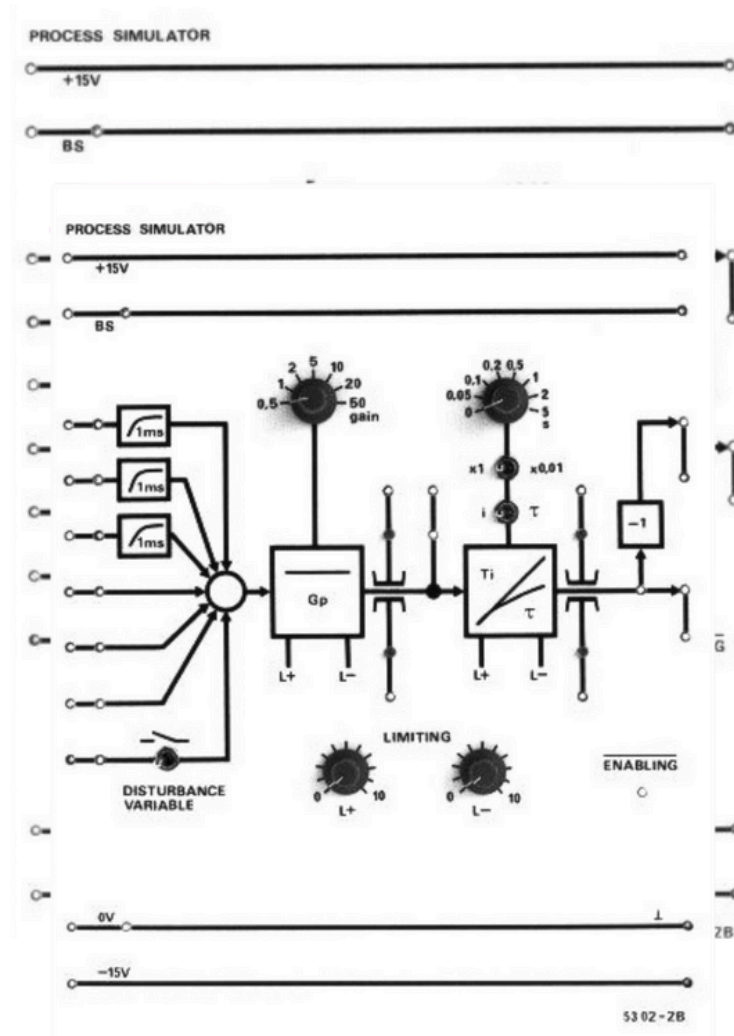 PROCESS SIMULATOR
+15V
BS
PROCESS SIMULATOR
+15V
BS
0,5 1 2 5 10 20 50
gain
0 0,05 0,1 0,2 0,5 1 2 5
s
1ms
1ms
1ms
x1 x0,01
i τ
-1
Gp
Ti
τ
G
L+ L- L+ L-
LIMITING
DISTURBANCE
VARIABLE
0 10
L+
0 10
L-
ENABLING
0V ⊥
2B
-15V
5302-2B